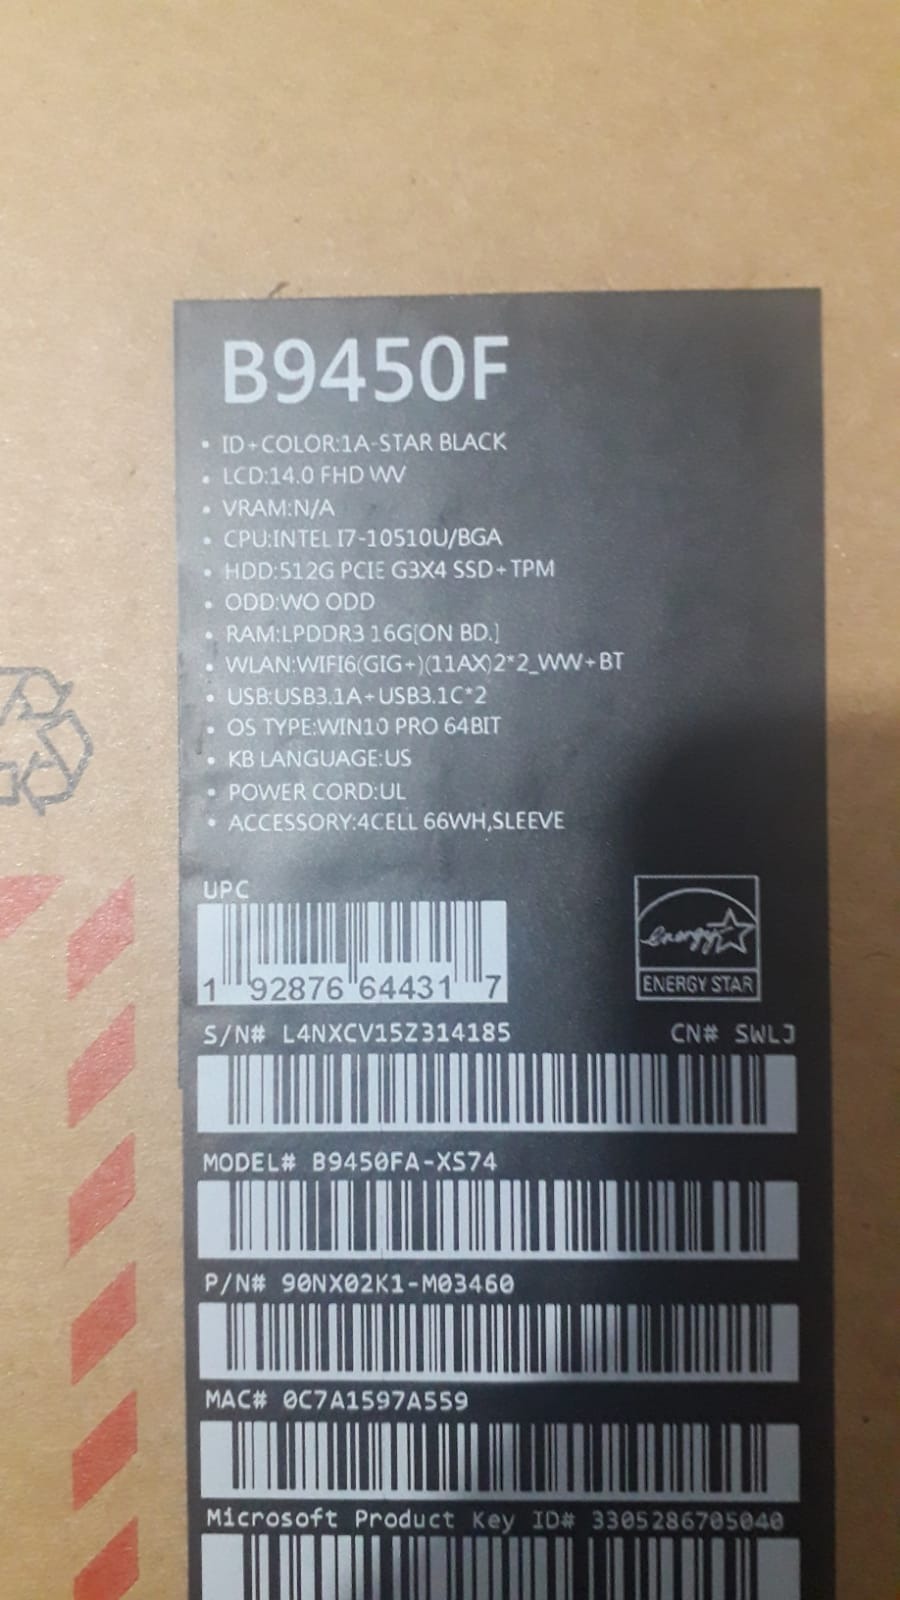 B9450F
• ID+COLOR:1A-STAR BLACK
• LCD:14.0 FHD WV
• VRAM:N/A
• CPU:INTEL I7-10510U/BGA
• HDD:512G PCIE G3X4 SSD+TPM
• ODD:WO ODD
• RAM:LPDDR3 16G[ON BD.]
• WLAN:WIFI6(GIG+)(11AX)2*2_WW+BT
• USB:USB3.1A+USB3.1C*2
• OS TYPE:WIN10 PRO 64BIT
• KB LANGUAGE:US
• POWER CORD:UL
• ACCESSORY:4CELL 66WH,SLEEVE
UPC
1 92876 64431 7
energy
ENERGY STAR
S/N# L4NXCV15Z314185 CN# SWLJ
MODEL# B9450FA-XS74
P/N# 90NX02K1-M03460
MAC# 0C7A1597A559
Microsoft Product Key ID# 3305286705040